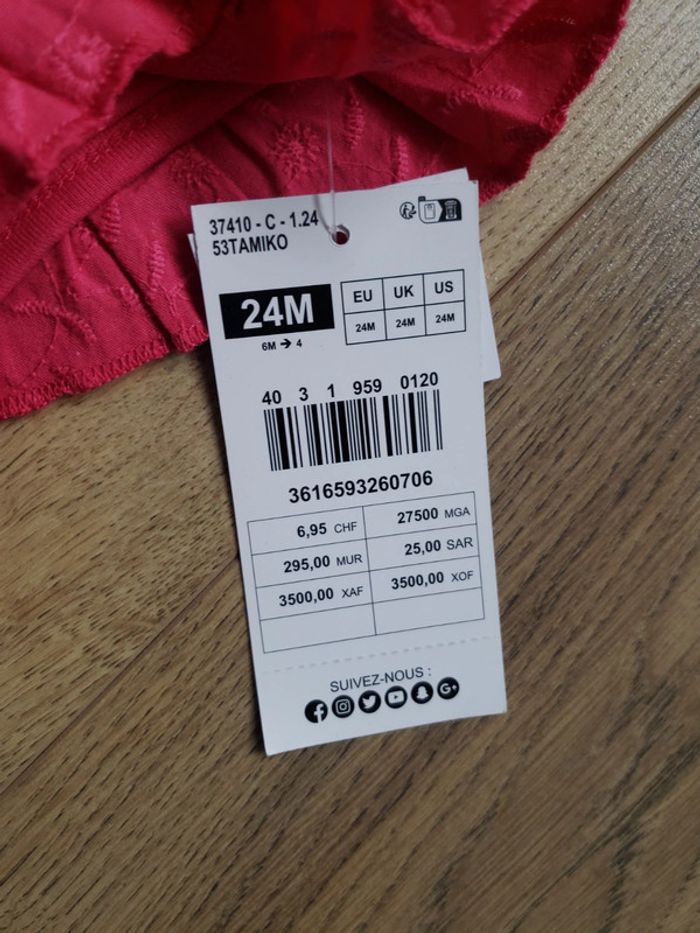 37410 - C - 1.24
53TAMIKO
24M
6M → 4
EU UK US
24M 24M 24M
40 3 1 959 0120
3616593260706
6,95 CHF 27500 MGA
295,00 MUR 25,00 SAR
3500,00 XAF 3500,00 XOF
SUIVEZ-NOUS :